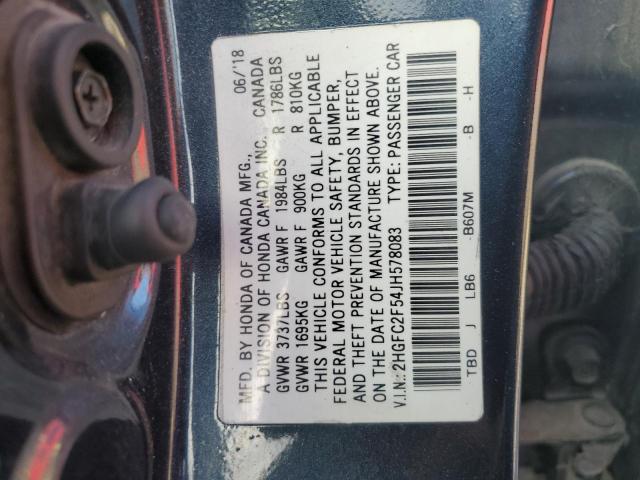 MFD. BY HONDA OF CANADA MFG., 06/18
A DIVISION OF HONDA CANADA INC., CANADA
GVWR 3737LBS GAWR F 1984LBS R 1786LBS
GVWR 1695KG GAWR F 900KG R 810KG
THIS VEHICLE CONFORMS TO ALL APPLICABLE
FEDERAL MOTOR VEHICLE SAFETY, BUMPER,
AND THEFT PREVENTION STANDARDS IN EFFECT
ON THE DATE OF MANUFACTURE SHOWN ABOVE.
V.I.N.: 2HGFC2F54JH578083 TYPE: PASSENGER CAR
TBD J LB6 -B607M -B -H